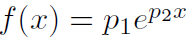 f(x) = p₁e^{p₂x}